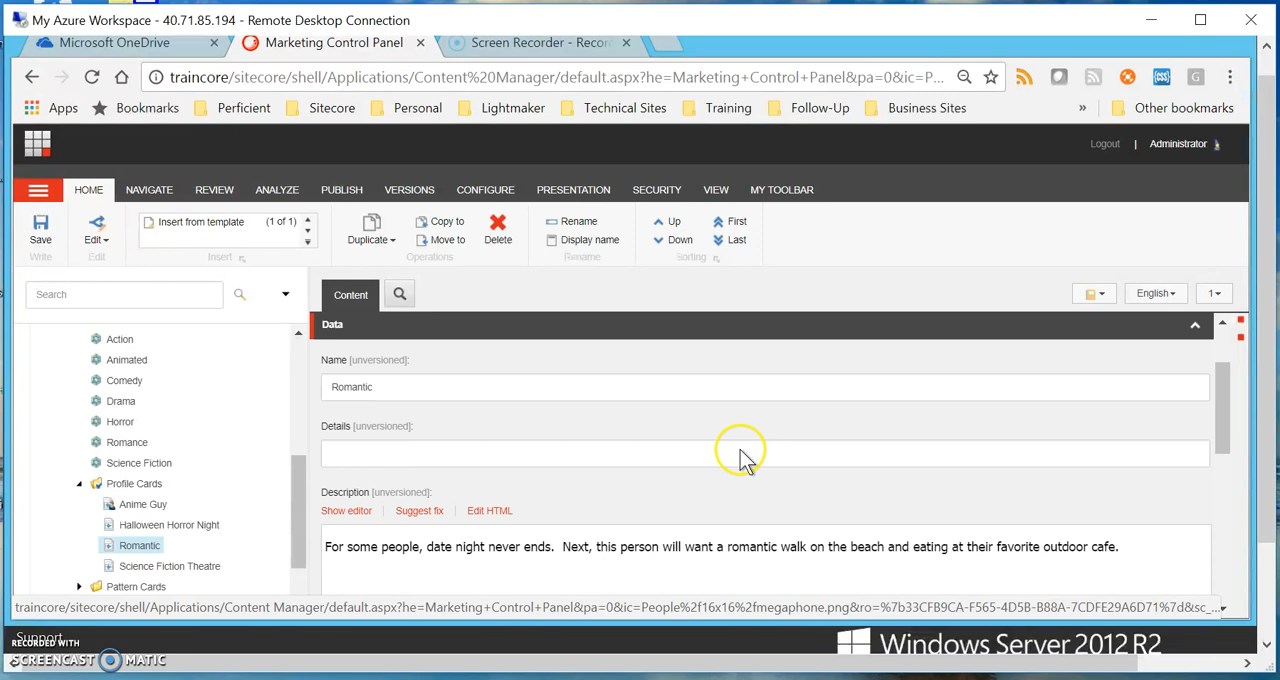 My Azure Workspace - 40.71.85.194 - Remote Desktop Connection
Microsoft OneDrive
Marketing Control Panel
Screen Recorder - Recor
traincore/sitecore/shell/Applications/Content%20Manager/default.aspx?he=Marketing+Control+Panel&pa=0&ic=P...
Apps Bookmarks Perficient Sitecore Personal Lightmaker Technical Sites Training Follow-Up Business Sites » Other bookmarks
Logout | Administrator
HOME NAVIGATE REVIEW ANALYZE PUBLISH VERSIONS CONFIGURE PRESENTATION SECURITY VIEW MY TOOLBAR
Insert from template (1 of 1) Copy to Rename Up First
Save Edit Duplicate Move to Delete Display name Down Last
Write Edit Insert Operations Rename Sorting
Search
Content
English 1
Data
Action
Animated
Comedy
Drama
Horror
Romance
Science Fiction
Profile Cards
Anime Guy
Halloween Horror Night
Romantic
Science Fiction Theatre
Pattern Cards
Name [unversioned]:
Romantic
Details [unversioned]:
Description [unversioned]:
Show editor Suggest fix Edit HTML
For some people, date night never ends.  Next, this person will want a romantic walk on the beach and eating at their favorite outdoor cafe.
traincore/sitecore/shell/Applications/Content Manager/default.aspx?he=Marketing+Control+Panel&pa=0&ic=People%2f16x16%2fmegaphone.png&ro=%7b33CFB9CA-F565-4D5B-B88A-7CDFE29A6D71%7d&sc_...
Support
RECORDED WITH
SCREENCAST MATIC
Windows Server 2012 R2